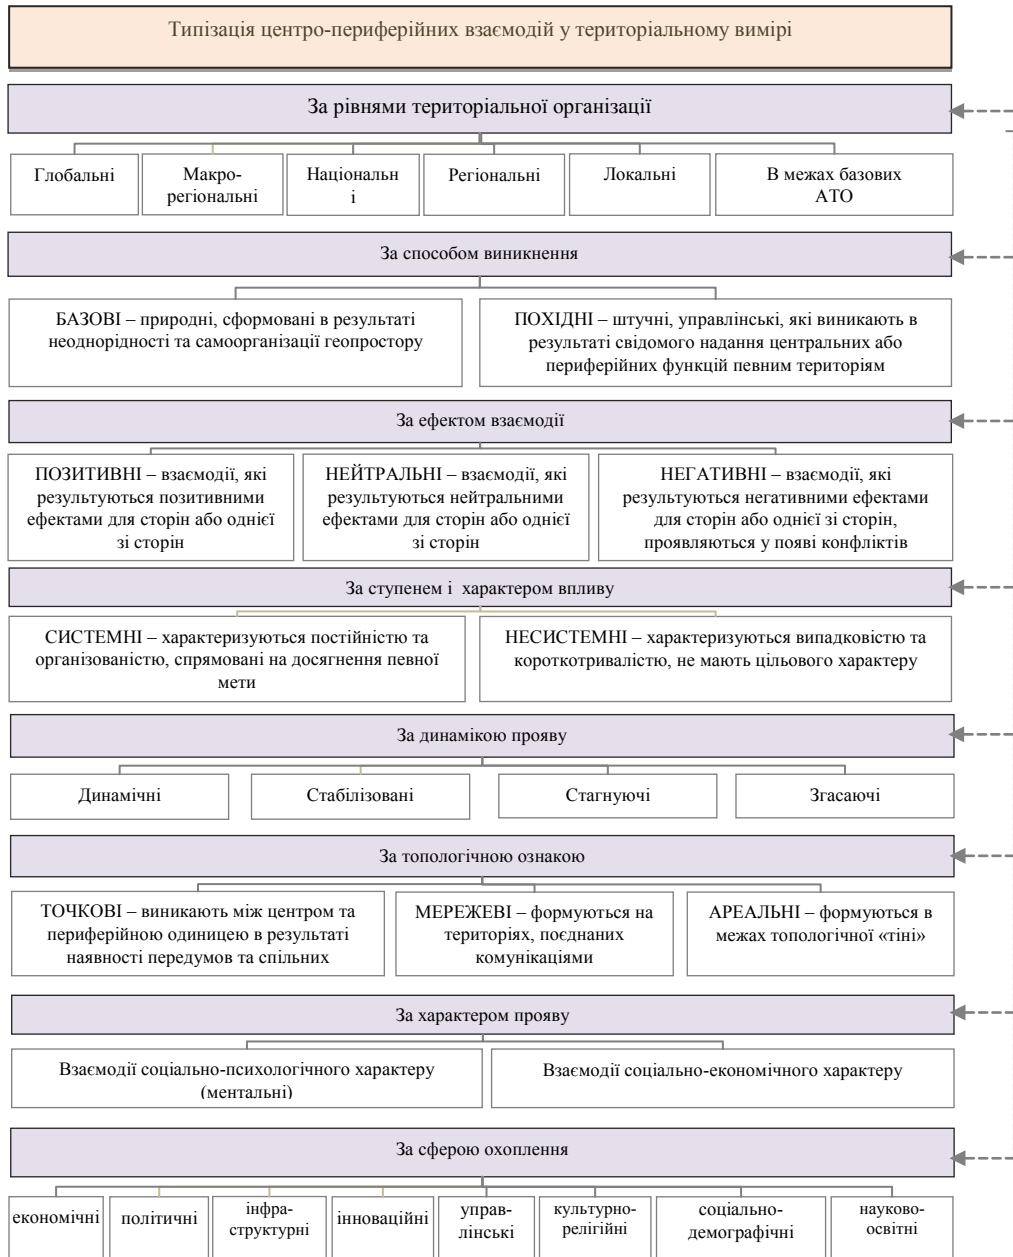 Типізація центро-периферійних взаємодій у територіальному вимірі
За рівнями територіальної організації
Глобальні
Макро-
регіональні
Національн
і
Регіональні
Локальні
В межах базових
АТО
За способом виникнення
БАЗОВІ – природні, сформовані в результаті
неоднорідності та самоорганізації геопростору
ПОХІДНІ – штучні, управлінські, які виникають в
результаті свідомого надання центральних або
периферійних функцій певним територіям
За ефектом взаємодії
ПОЗИТИВНІ – взаємодії, які
результуються позитивними
ефектами для сторін або однієї
зі сторін
НЕЙТРАЛЬНІ – взаємодії, які
результуються нейтральними
ефектами для сторін або однієї
зі сторін
НЕГАТИВНІ – взаємодії, які
результуються негативними ефектами
для сторін або однієї зі сторін,
проявляються у появі конфліктів
За ступенем і характером впливу
СИСТЕМНІ – характеризуються постійністю та
організованістю, спрямовані на досягнення певної
мети
НЕСИСТЕМНІ – характеризуються випадковістю та
короткотривалістю, не мають цільового характеру
За динамікою прояву
Динамічні
Стабілізовані
Стагнуючі
Згасаючі
За топологічною ознакою
ТОЧКОВІ – виникають між центром та
периферійною одиницею в результаті
наявності передумов та спільних
МЕРЕЖЕВІ – формуються на
територіях, поєднаних
комунікаціями
АРЕАЛЬНІ – формуються в
межах топологічної «тіні»
За характером прояву
Взаємодії соціально-психологічного характеру
(ментальні)
Взаємодії соціально-економічного характеру
За сферою охоплення
економічні
політичні
інфра-
структурні
інноваційні
управ-
лінські
культурно-
релігійні
соціально-
демографічні
науково-
освітні